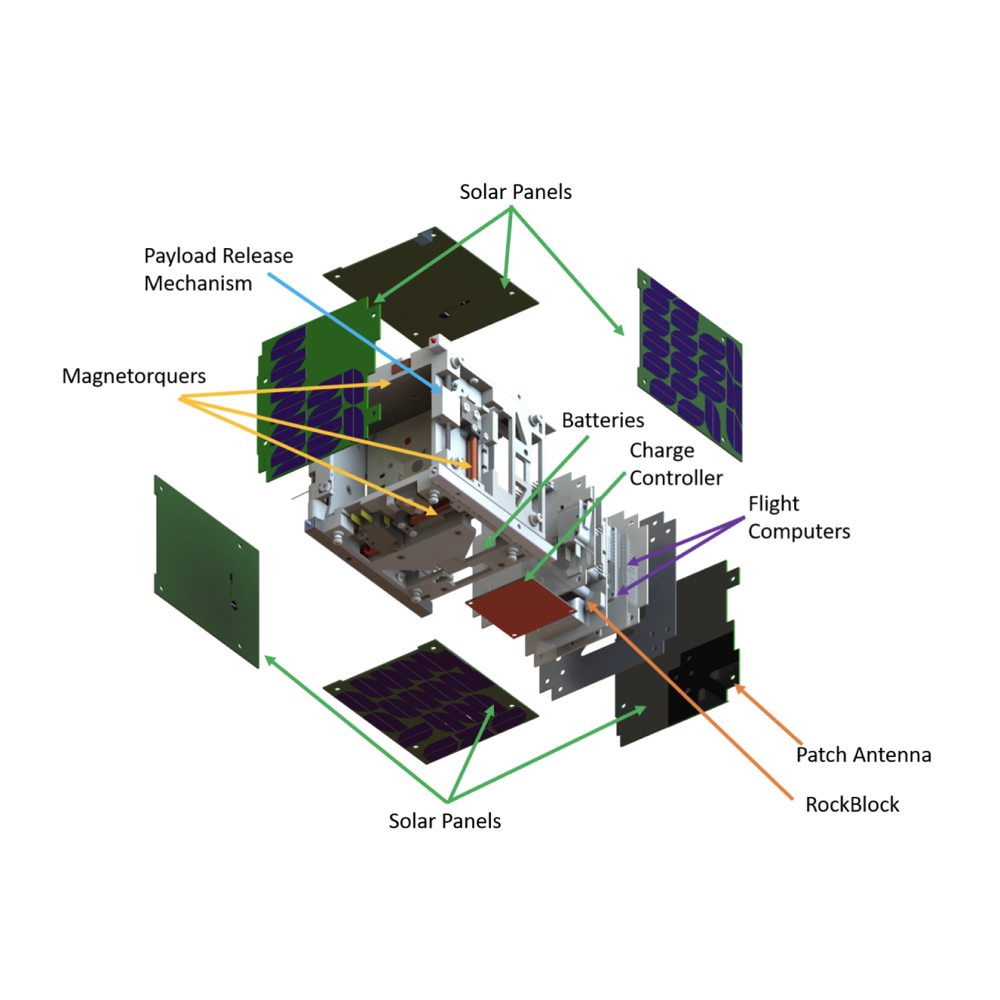 Solar Panels
Payload Release
Mechanism
Magnetorquers
Batteries
Charge
Controller
Flight
Computers
Patch Antenna
RockBlock
Solar Panels